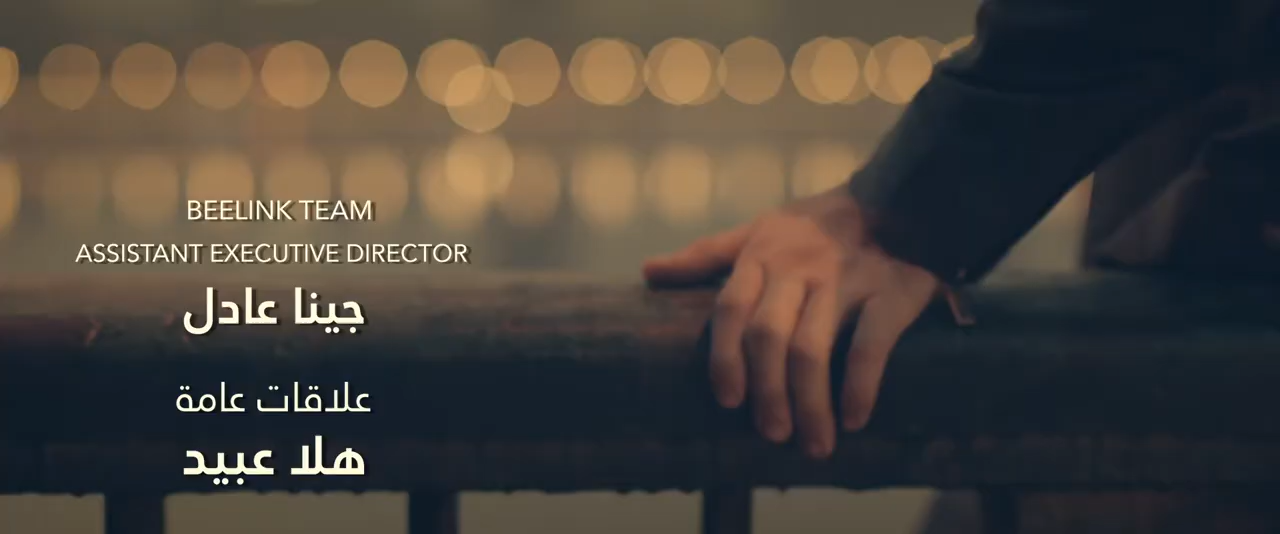 BEELINK TEAM
ASSISTANT EXECUTIVE DIRECTOR
جينا عادل
علاقات عامة
هلا عبيد